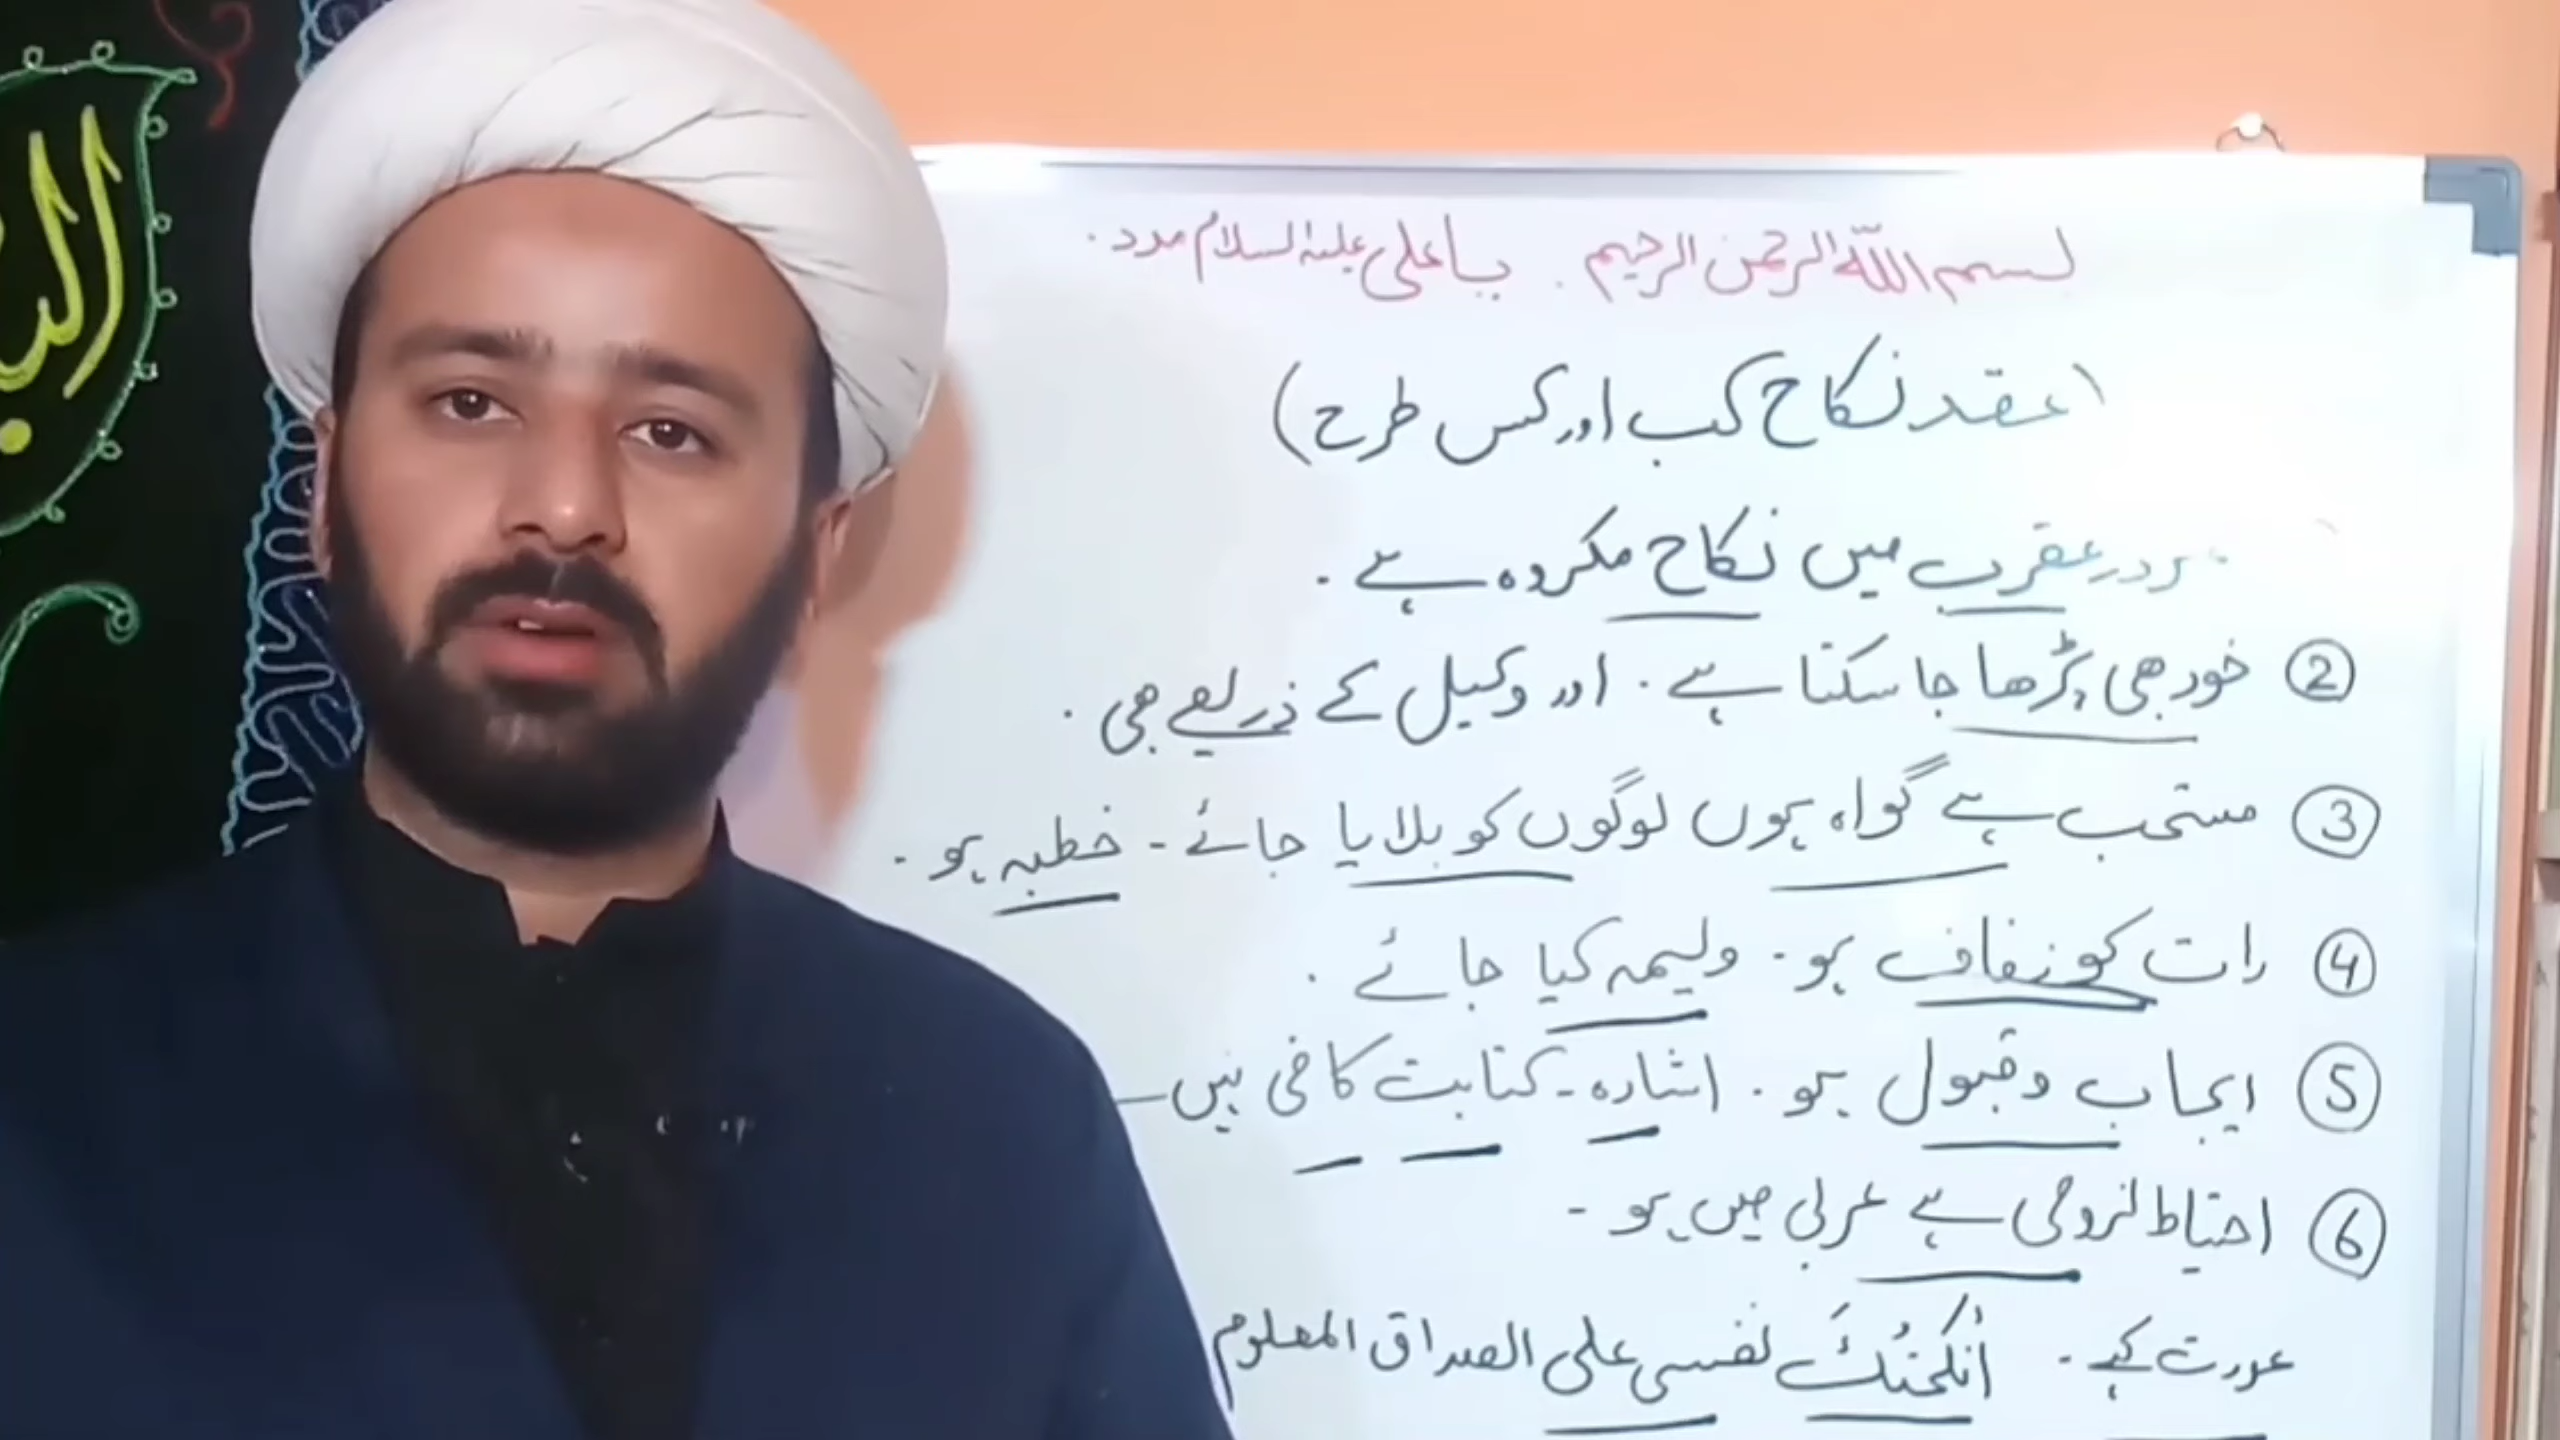 بسم اللہ الرحمن الرحیم . یا علی علیہ السلام مدد .
(عقد نکاح کب اور کس طرح)
در عقرب میں نکاح مکروہ ہے .
② خود بھی پڑھا جا سکتا ہے . اور وکیل کے ذریعے بھی .
③ مستحب ہے گواہ ہوں لوگوں کو بلایا جائے - خطبہ ہو .
④ رات کو زفاف ہو . ولیمہ کیا جائے .
⑤ ایجاب و قبول ہو . اشارہ - کتابت کافی نہیں -
⑥ احتیاط لزومی ہے عربی میں ہو -
عورت کہے . أنکحتُکَ نفسی علی الصداق المعلوم